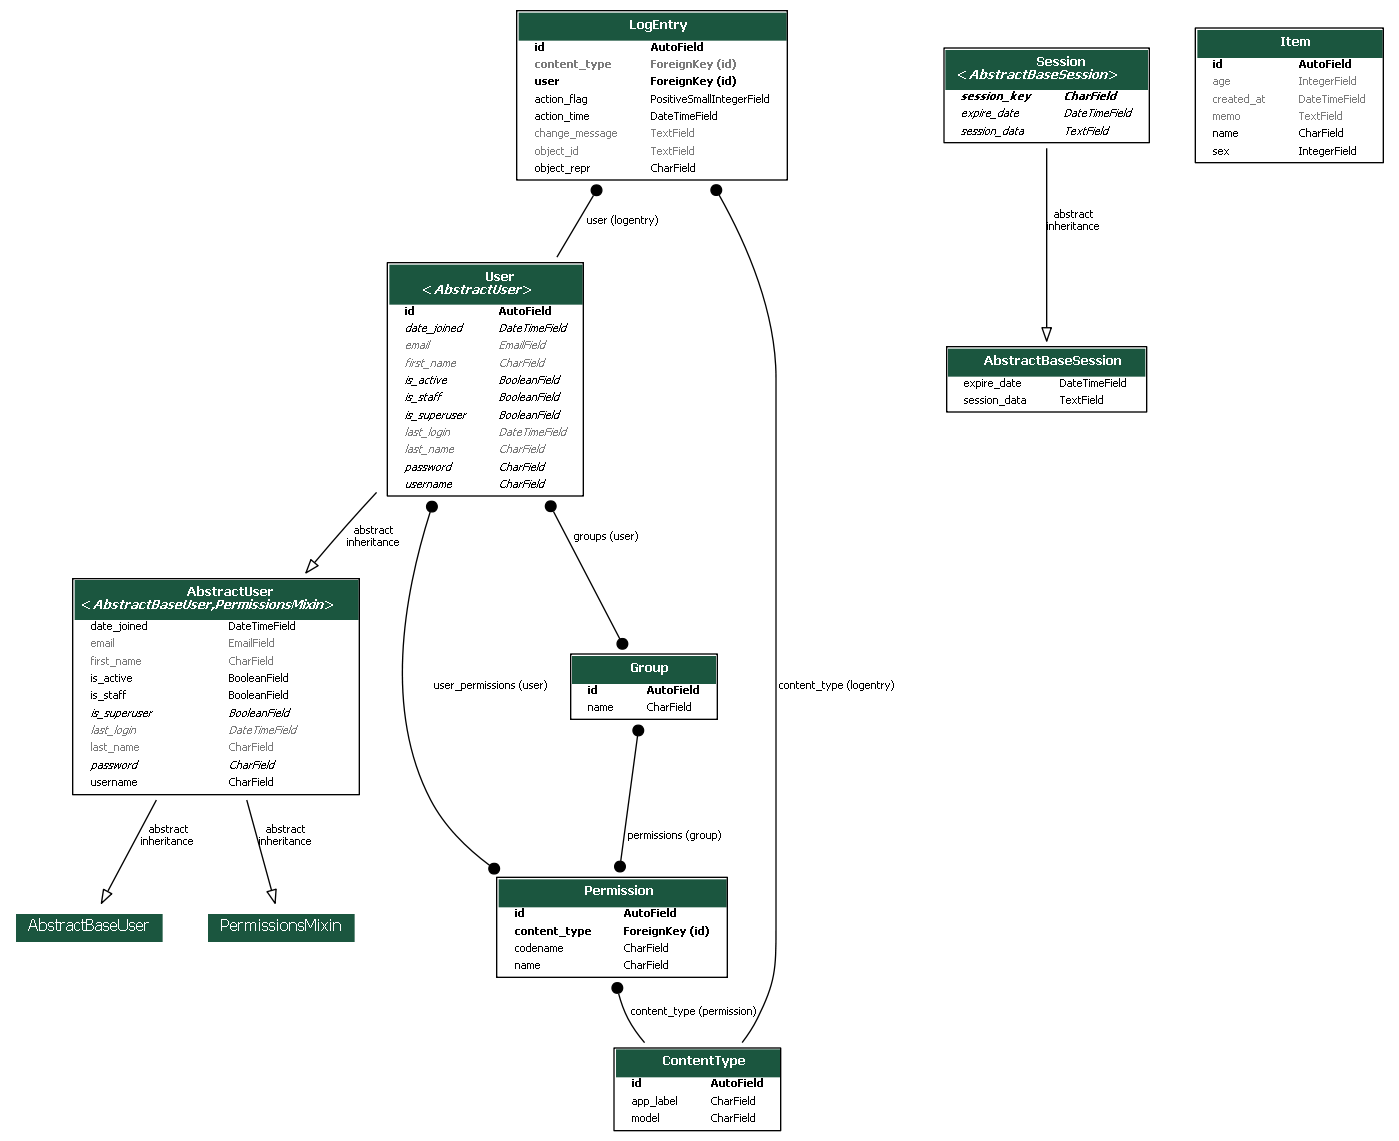 LogEntry
id AutoField
content_type ForeignKey (id)
user ForeignKey (id)
action_flag PositiveSmallIntegerField
action_time DateTimeField
change_message TextField
object_id TextField
object_repr CharField
Session
<AbstractBaseSession>
session_key CharField
expire_date DateTimeField
session_data TextField
Item
id AutoField
age IntegerField
created_at DateTimeField
memo TextField
name CharField
sex IntegerField
user (logentry)
abstract
inheritance
User
<AbstractUser>
id AutoField
date_joined DateTimeField
email EmailField
first_name CharField
is_active BooleanField
is_staff BooleanField
is_superuser BooleanField
last_login DateTimeField
last_name CharField
password CharField
username CharField
AbstractBaseSession
expire_date DateTimeField
session_data TextField
abstract
inheritance
groups (user)
AbstractUser
<AbstractBaseUser,PermissionsMixin>
date_joined DateTimeField
email EmailField
first_name CharField
is_active BooleanField
is_staff BooleanField
is_superuser BooleanField
last_login DateTimeField
last_name CharField
password CharField
username CharField
user_permissions (user)
Group
id AutoField
name CharField
content_type (logentry)
abstract
inheritance
abstract
inheritance
permissions (group)
AbstractBaseUser
PermissionsMixin
Permission
id AutoField
content_type ForeignKey (id)
codename CharField
name CharField
content_type (permission)
ContentType
id AutoField
app_label CharField
model CharField